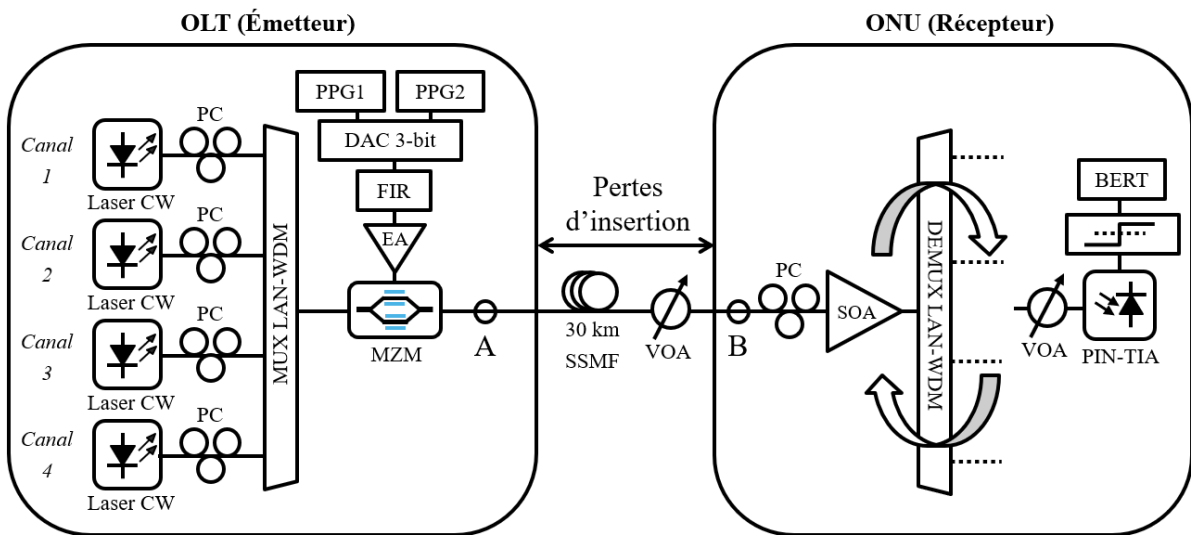 OLT (Émetteur)
ONU (Récepteur)
Canal
1
Laser CW
PC
Canal
2
Laser CW
PC
Canal
3
Laser CW
PC
Canal
4
Laser CW
PC
MUX LAN-WDM
PPG1
PPG2
DAC 3-bit
FIR
EA
MZM
A
Pertes
d’insertion
30 km
SSMF
VOA
B
PC
SOA
DEMUX LAN-WDM
VOA
BERT
PIN-TIA